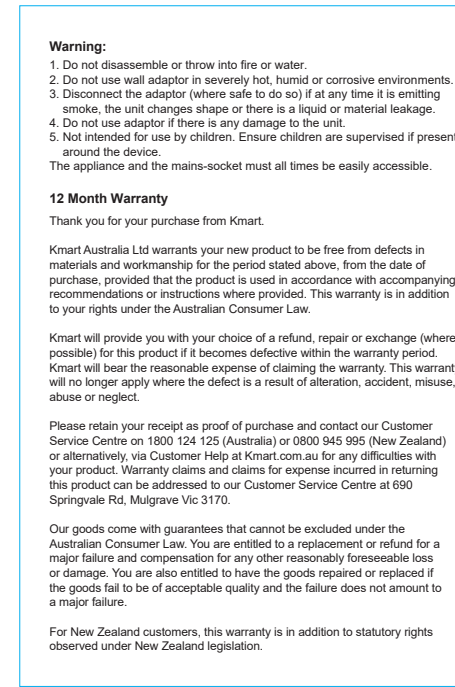 Warning:
1. Do not disassemble or throw into fire or water.
2. Do not use wall adaptor in severely hot, humid or corrosive environments.
3. Disconnect the adaptor (where safe to do so) if at any time it is emitting
smoke, the unit changes shape or there is a liquid or material leakage.
4. Do not use adaptor if there is any damage to the unit.
5. Not intended for use by children. Ensure children are supervised if present
around the device.
The appliance and the mains-socket must all times be easily accessible.
12 Month Warranty
Thank you for your purchase from Kmart.
Kmart Australia Ltd warrants your new product to be free from defects in
materials and workmanship for the period stated above, from the date of
purchase, provided that the product is used in accordance with accompanying
recommendations or instructions where provided. This warranty is in addition
to your rights under the Australian Consumer Law.
Kmart will provide you with your choice of a refund, repair or exchange (where
possible) for this product if it becomes defective within the warranty period.
Kmart will bear the reasonable expense of claiming the warranty. This warrant
will no longer apply where the defect is a result of alteration, accident, misuse,
abuse or neglect.
Please retain your receipt as proof of purchase and contact our Customer
Service Centre on 1800 124 125 (Australia) or 0800 945 995 (New Zealand)
or alternatively, via Customer Help at Kmart.com.au for any difficulties with
your product. Warranty claims and claims for expense incurred in returning
this product can be addressed to our Customer Service Centre at 690
Springvale Rd, Mulgrave Vic 3170.
Our goods come with guarantees that cannot be excluded under the
Australian Consumer Law. You are entitled to a replacement or refund for a
major failure and compensation for any other reasonably foreseeable loss
or damage. You are also entitled to have the goods repaired or replaced if
the goods fail to be of acceptable quality and the failure does not amount to
a major failure.
For New Zealand customers, this warranty is in addition to statutory rights
observed under New Zealand legislation.